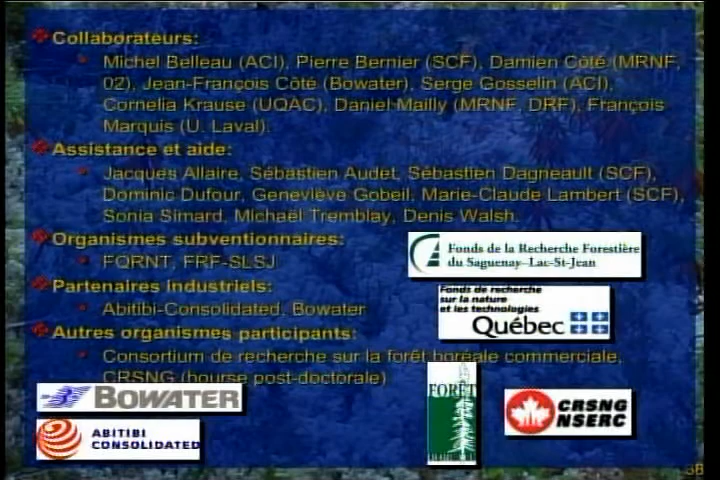 Collaborateurs:
Michel Belleau (ACI), Pierre Bernier (SCF), Damien Côté (MRNF,
02), Jean-François Côté (Bowater), Serge Gosselin (ACI),
Cornelia Krause (UQAC), Daniel Mailly (MRNF, DRF), François
Marquis (U. Laval).
Assistance et aide:
Jacques Allaire, Sébastien Audet, Sébastien Dagneault (SCF),
Dominic Dufour, Geneviève Gobeil, Marie-Claude Lambert (SCF),
Sonia Simard, Michaël Tremblay, Denis Walsh.
Organismes subventionnaires:
FQRNT, FRF-SLSJ
Fonds de la Recherche Forestière
du Saguenay–Lac-St-Jean
Partenaires industriels:
Abitibi-Consolidated, Bowater
Fonds de recherche
sur la nature
et les technologies
Québec
Autres organismes participants:
Consortium de recherche sur la forêt boréale commerciale,
CRSNG (bourse post-doctorale)
BOWATER
ABITIBI
CONSOLIDATED
FORÊT
CRSNG
NSERC
38